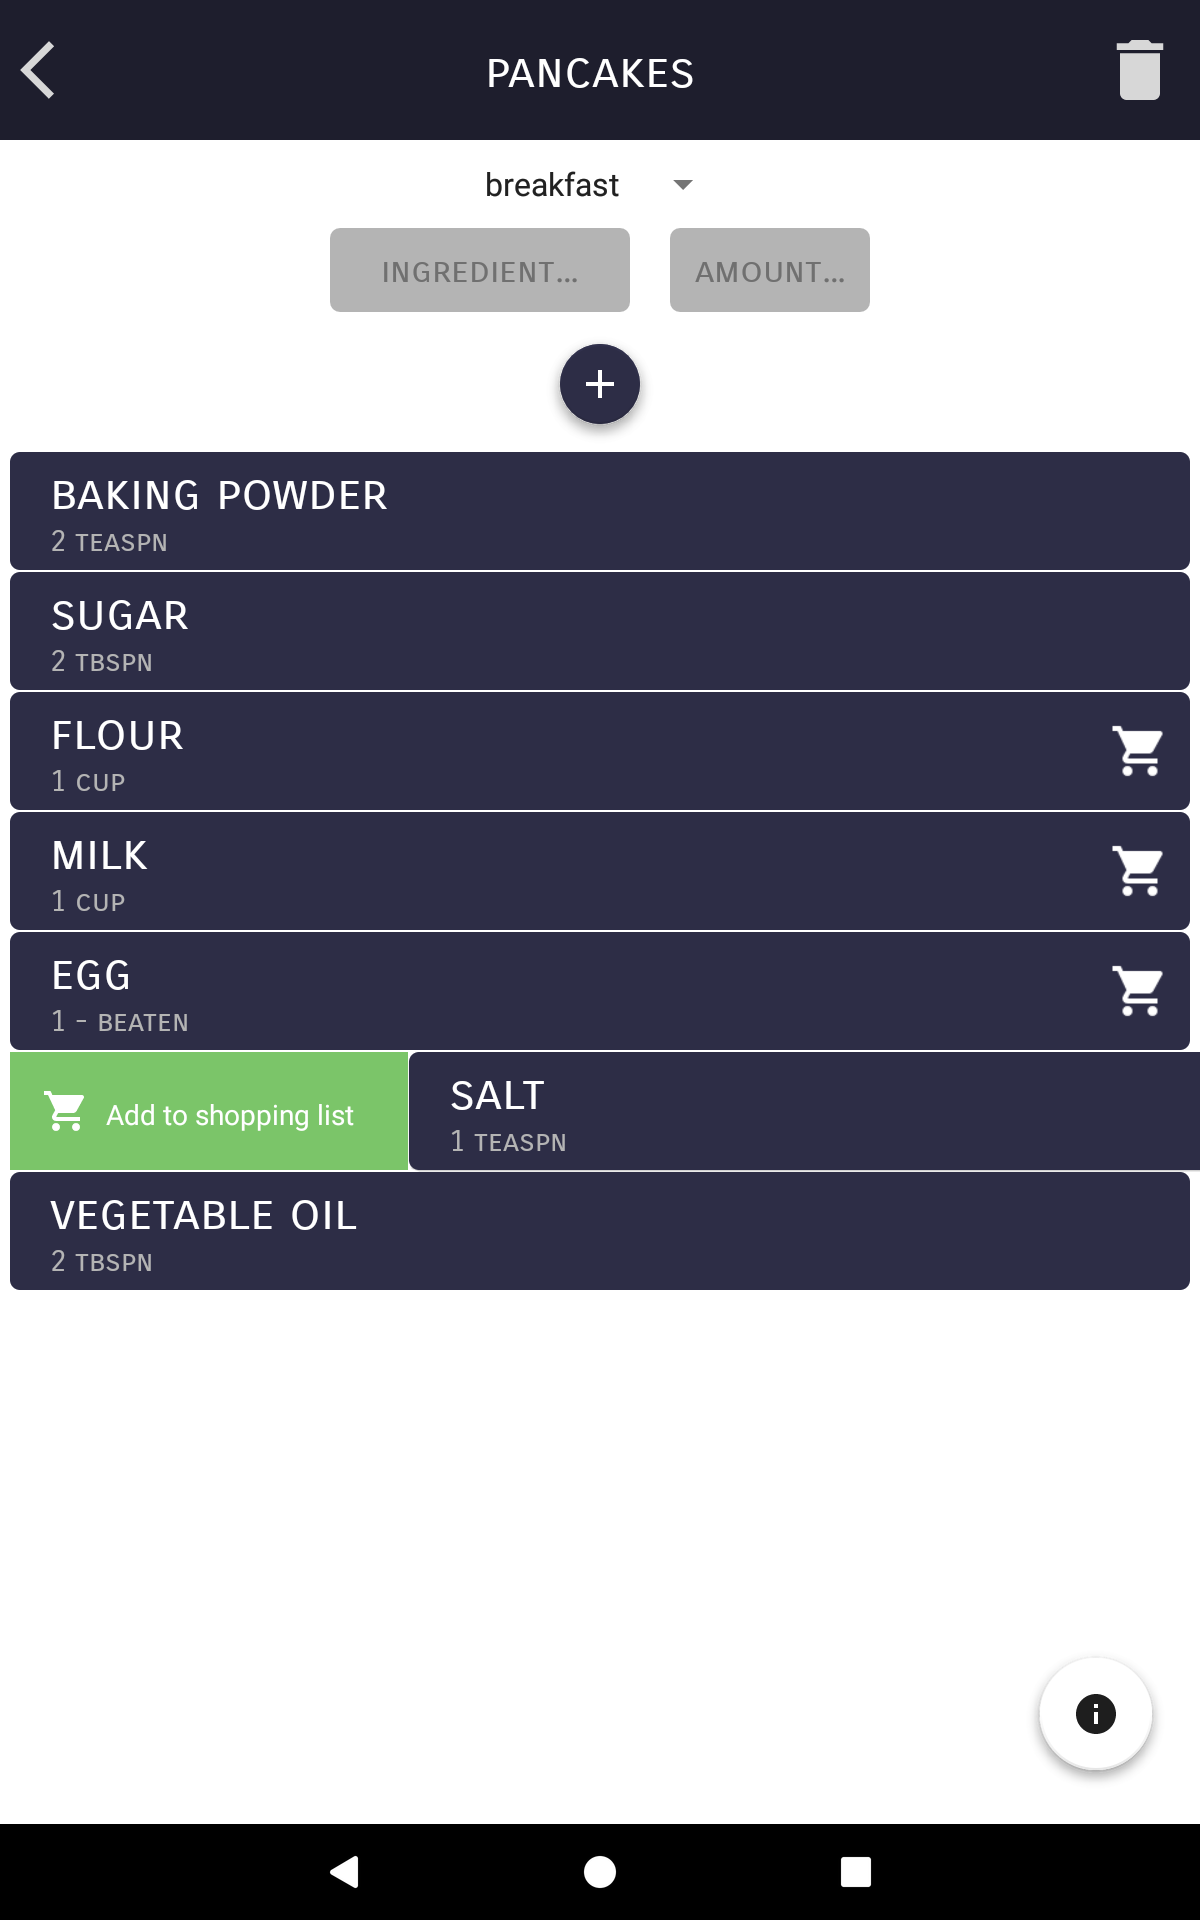 PANCAKES
breakfast
INGREDIENT...
AMOUNT...
BAKING POWDER
2 TEASPN
SUGAR
2 TBSPN
FLOUR
1 CUP
MILK
1 CUP
EGG
1 - BEATEN
Add to shopping list
SALT
1 TEASPN
VEGETABLE OIL
2 TBSPN